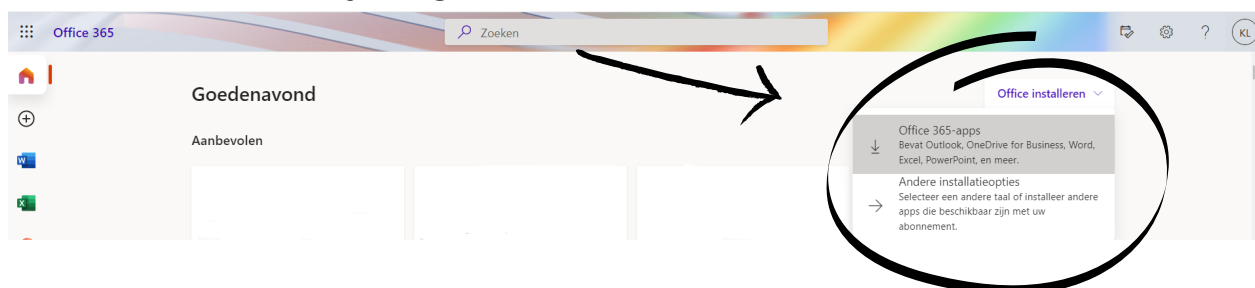 Office 365
Zoeken
KL
Goedenavond
Office installeren
Aanbevolen
Office 365-apps
Bevat Outlook, OneDrive for Business, Word,
Excel, PowerPoint, en meer.
Andere installatieopties
Selecteer een andere taal of installeer andere
apps die beschikbaar zijn met uw
abonnement.